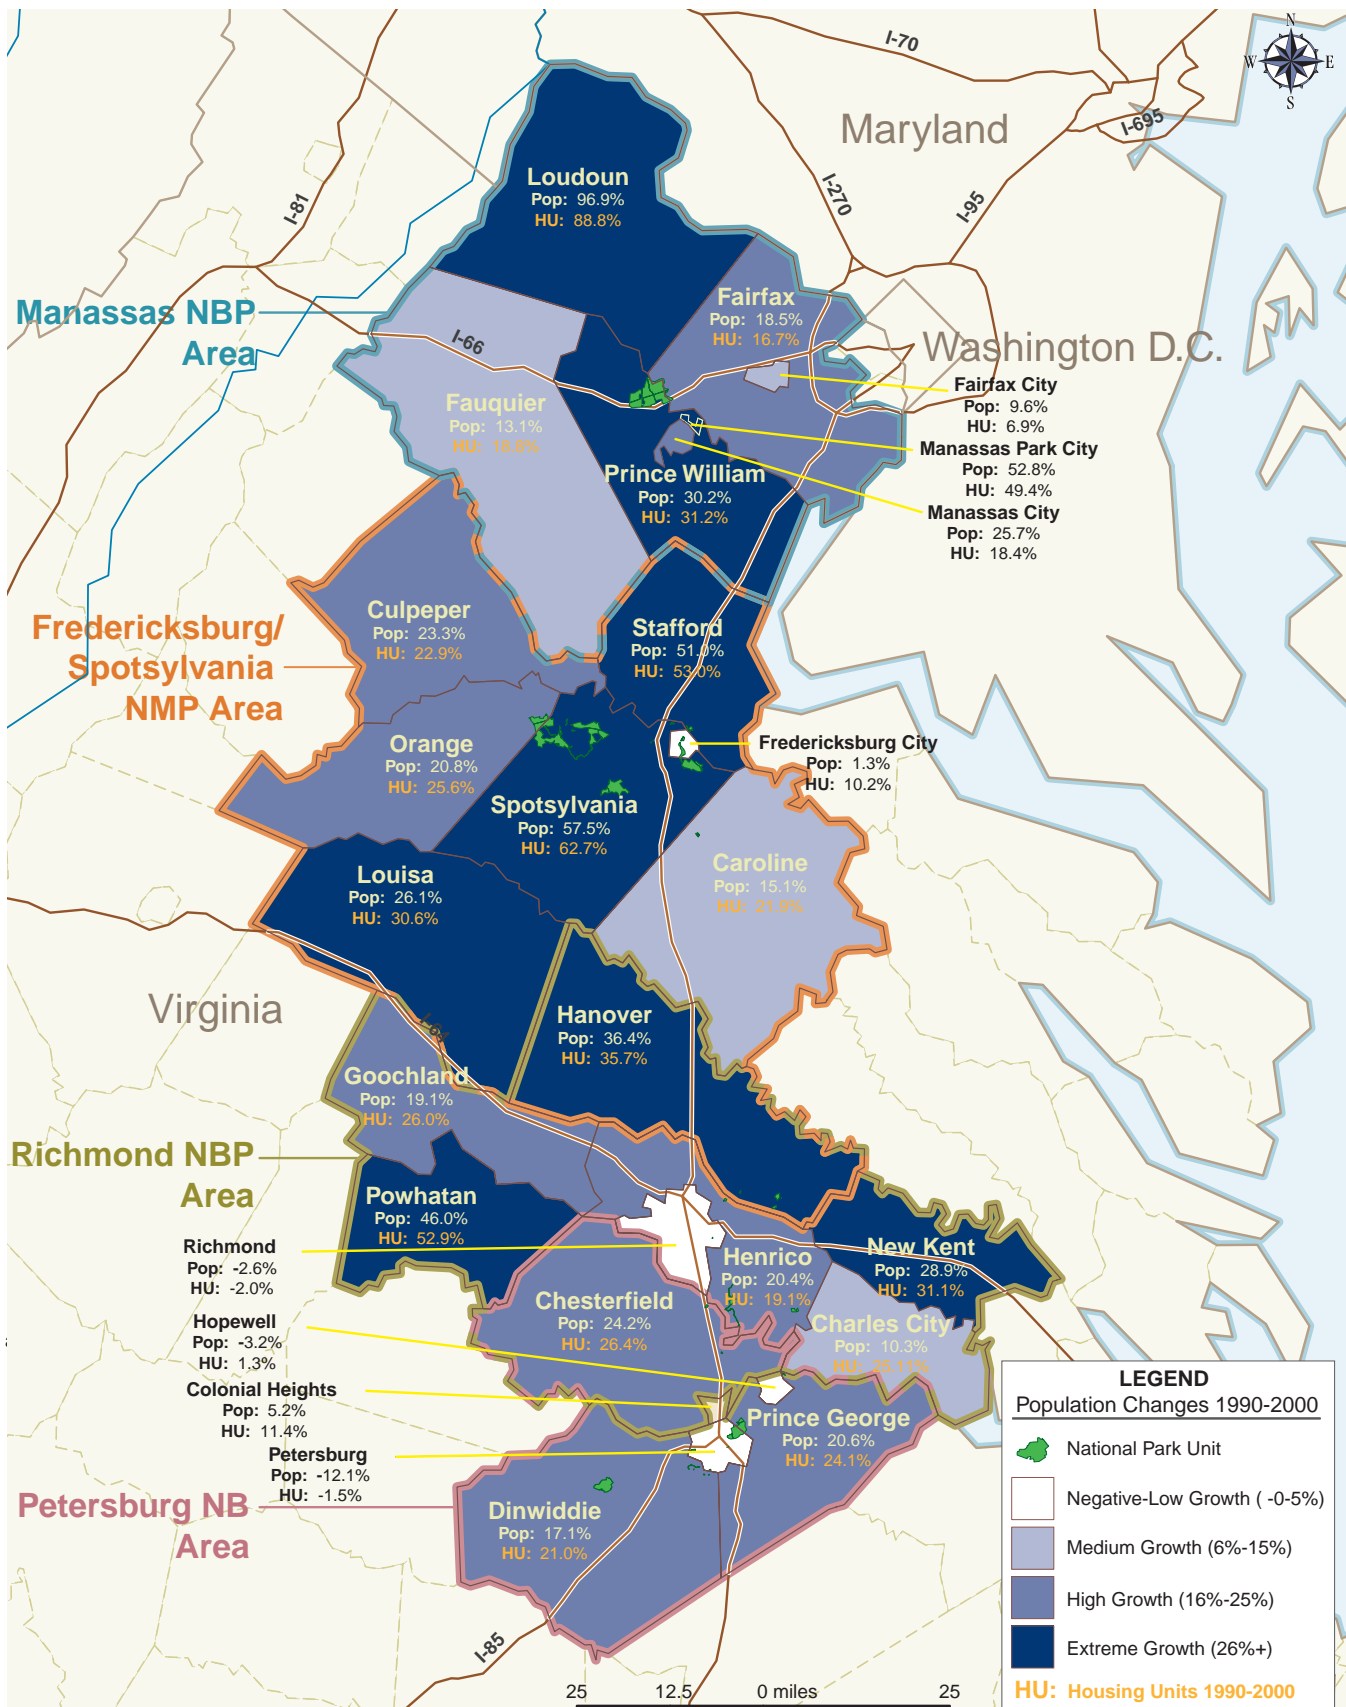 N
W
E
S
I-70
Maryland
I-695
I-270
I-95
I-81
Loudoun
Pop: 96.9%
HU: 88.8%
Manassas NBP
Area
I-66
Fairfax
Pop: 18.5%
HU: 16.7%
Washington D.C.
Fairfax City
Pop: 9.6%
HU: 6.9%
Fauquier
Pop: 13.1%
HU: 18.8%
Manassas Park City
Pop: 52.8%
HU: 49.4%
Prince William
Pop: 30.2%
HU: 31.2%
Manassas City
Pop: 25.7%
HU: 18.4%
Fredericksburg/
Spotsylvania
NMP Area
Culpeper
Pop: 23.3%
HU: 22.9%
Stafford
Pop: 51.0%
HU: 53.0%
Orange
Pop: 20.8%
HU: 25.6%
Fredericksburg City
Pop: 1.3%
HU: 10.2%
Spotsylvania
Pop: 57.5%
HU: 62.7%
Louisa
Pop: 26.1%
HU: 30.6%
Caroline
Pop: 15.1%
HU: 21.9%
Virginia
I-64
Hanover
Pop: 36.4%
HU: 35.7%
Goochland
Pop: 19.1%
HU: 26.0%
Richmond NBP
Area
Powhatan
Pop: 46.0%
HU: 52.9%
Richmond
Pop: -2.6%
HU: -2.0%
Henrico
Pop: 20.4%
HU: 19.1%
New Kent
Pop: 28.9%
HU: 31.1%
Chesterfield
Pop: 24.2%
HU: 26.4%
Charles City
Pop: 10.3%
HU: 25.11%
Hopewell
Pop: -3.2%
HU: 1.3%
Colonial Heights
Pop: 5.2%
HU: 11.4%
Prince George
Pop: 20.6%
HU: 24.1%
Petersburg
Pop: -12.1%
HU: -1.5%
Petersburg NB
Area
Dinwiddie
Pop: 17.1%
HU: 21.0%
I-85
LEGEND
Population Changes 1990-2000
National Park Unit
Negative-Low Growth ( -0-5%)
Medium Growth (6%-15%)
High Growth (16%-25%)
Extreme Growth (26%+)
HU: Housing Units 1990-2000
25 12.5 0 miles 25